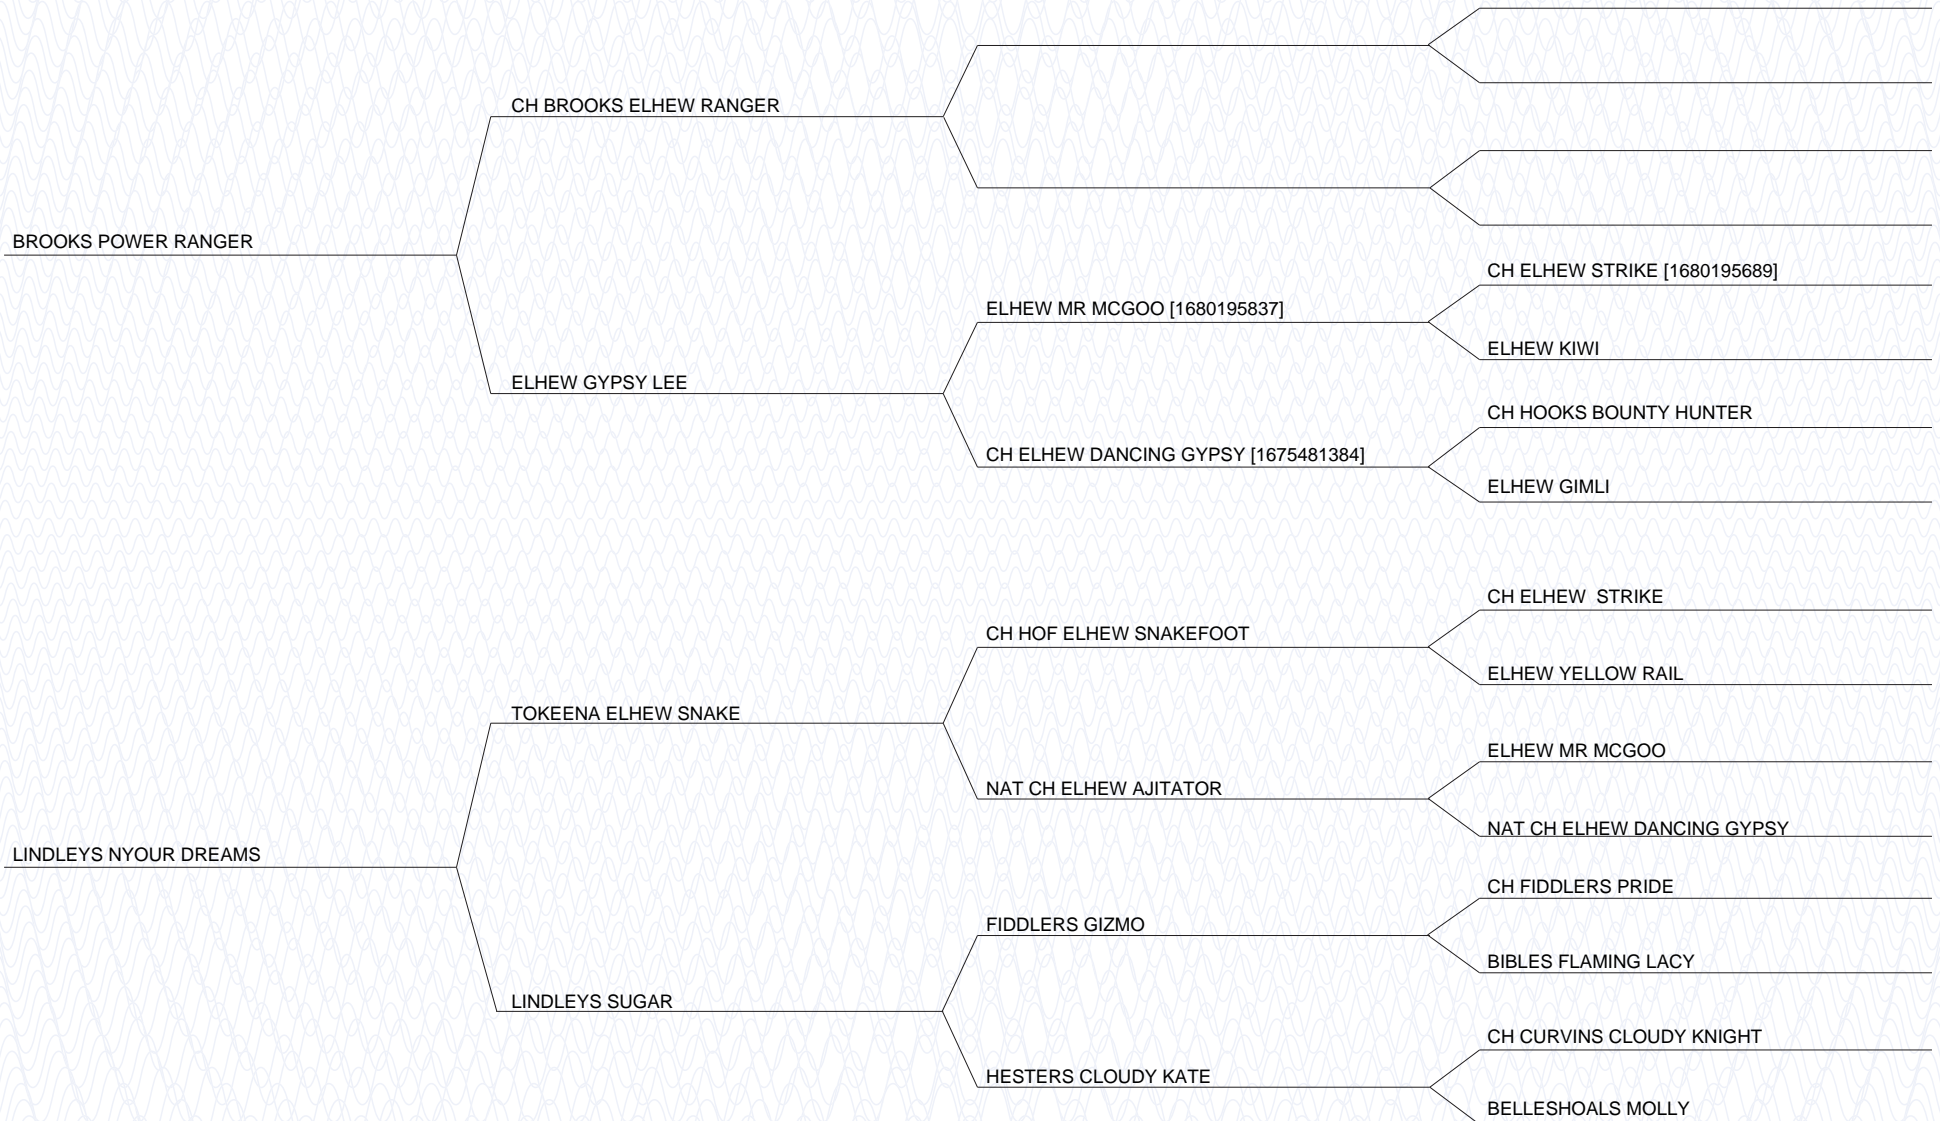 CH BROOKS ELHEW RANGER
BROOKS POWER RANGER
CH ELHEW STRIKE [1680195689]
ELHEW MR MCGOO [1680195837]
ELHEW KIWI
ELHEW GYPSY LEE
CH HOOKS BOUNTY HUNTER
CH ELHEW DANCING GYPSY [1675481384]
ELHEW GIMLI
CH ELHEW  STRIKE
CH HOF ELHEW SNAKEFOOT
ELHEW YELLOW RAIL
TOKEENA ELHEW SNAKE
ELHEW MR MCGOO
NAT CH ELHEW AJITATOR
NAT CH ELHEW DANCING GYPSY
LINDLEYS NYOUR DREAMS
CH FIDDLERS PRIDE
FIDDLERS GIZMO
BIBLES FLAMING LACY
LINDLEYS SUGAR
CH CURVINS CLOUDY KNIGHT
HESTERS CLOUDY KATE
BELLESHOALS MOLLY